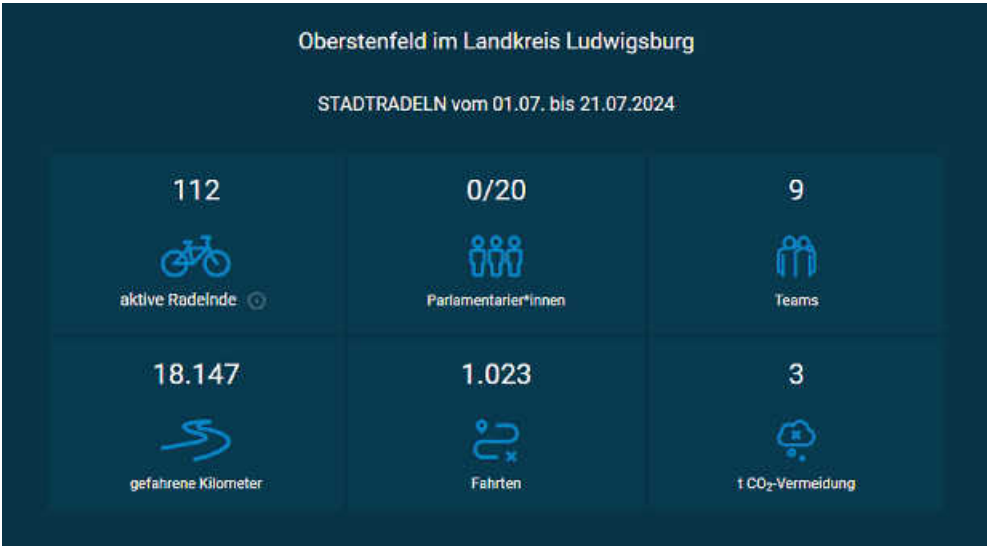 Oberstenfeld im Landkreis Ludwigsburg
STADTRADELN vom 01.07. bis 21.07.2024
112
aktive Radelnde
0/20
Parlamentarier*innen
9
Teams
18.147
gefahrene Kilometer
1.023
Fahrten
3
t CO₂-Vermeidung